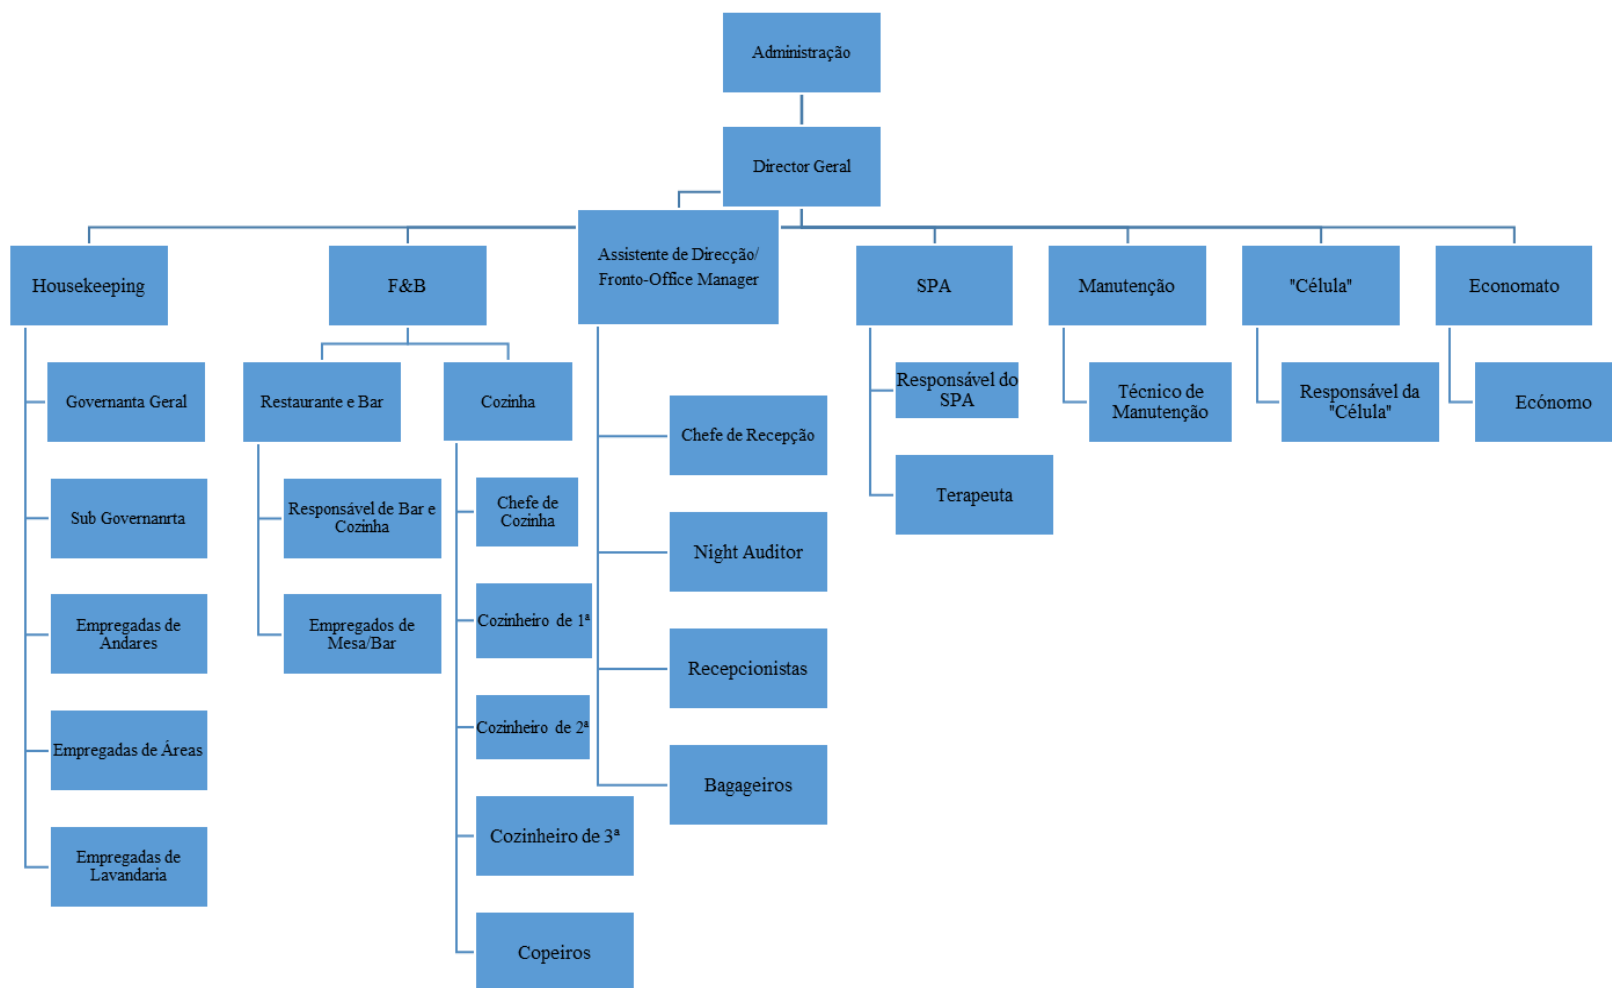 Administração
Director Geral
Assistente de Direcção/
Fronto-Office Manager
Housekeeping
F&B
SPA
Manutenção
"Célula"
Economato
Governanta Geral
Sub Governanrta
Empregadas de
Andares
Empregadas de Áreas
Empregadas de
Lavandaria
Restaurante e Bar
Responsável de Bar e
Cozinha
Empregados de
Mesa/Bar
Cozinha
Chefe de
Cozinha
Cozinheiro de 1ª
Cozinheiro de 2ª
Cozinheiro de 3ª
Copeiros
Chefe de Recepção
Night Auditor
Recepcionistas
Bagageiros
Responsável do
SPA
Terapeuta
Técnico de
Manutenção
Responsável da
"Célula"
Ecónomo